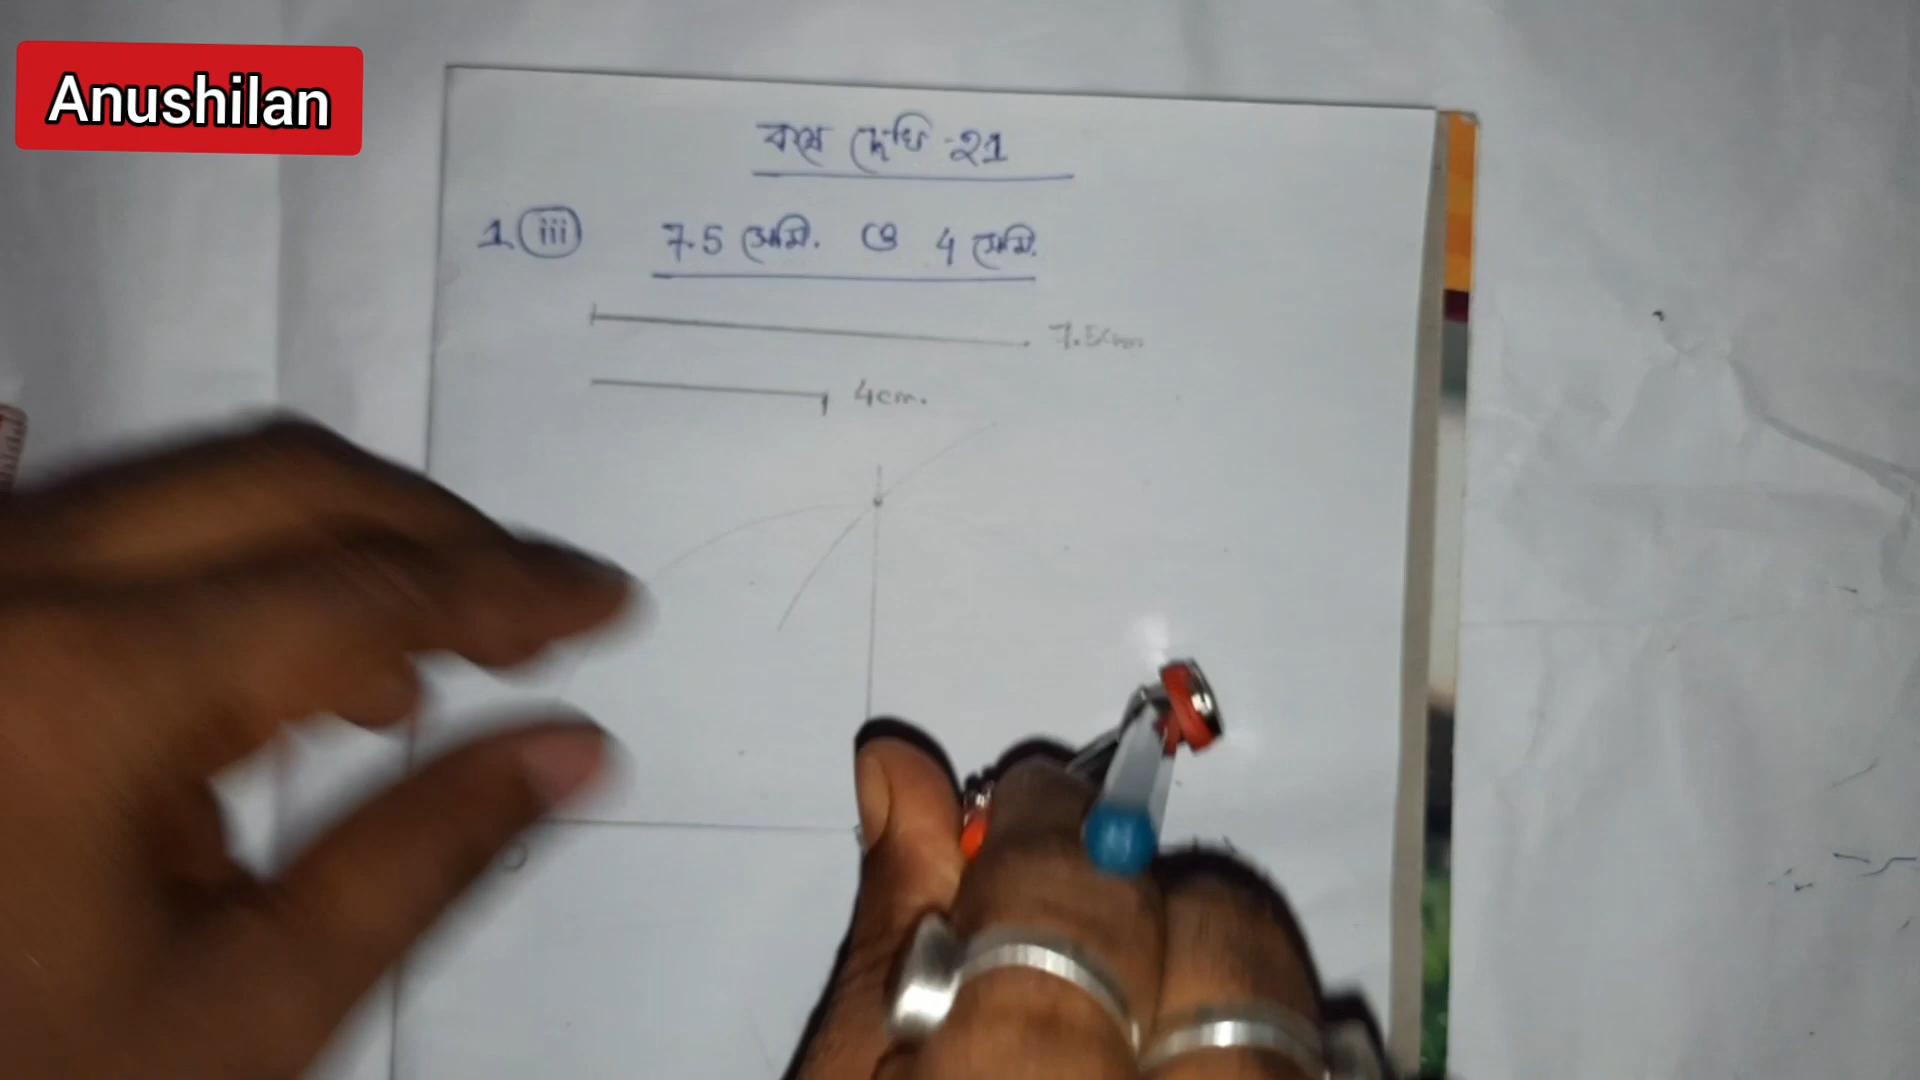 Anushilan
কষে দেখি -21
1 iii 7.5 সেমি. ও 4 সেমি.
7.5cm
4cm.